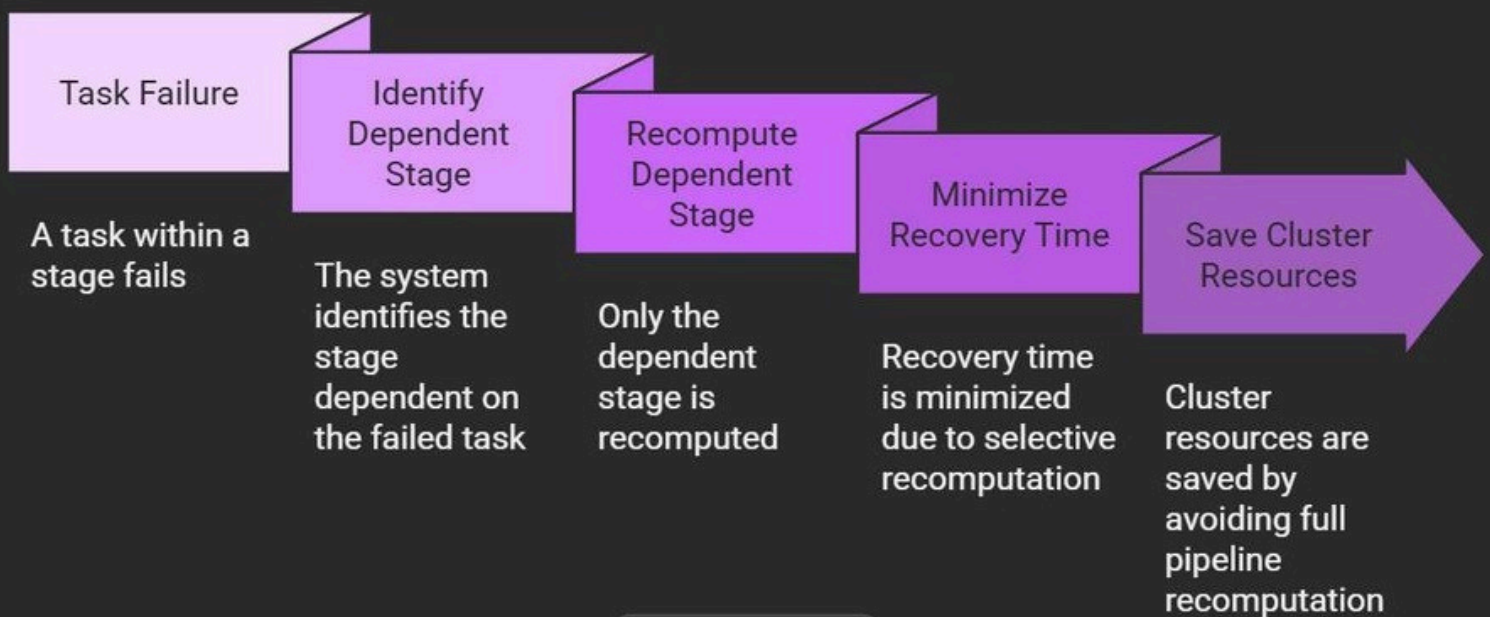 Task Failure
A task within a
stage fails
Identify
Dependent
Stage
The system
identifies the
stage
dependent on
the failed task
Recompute
Dependent
Stage
Only the
dependent
stage is
recomputed
Minimize
Recovery Time
Recovery time
is minimized
due to selective
recomputation
Save Cluster
Resources
Cluster
resources are
saved by
avoiding full
pipeline
recomputation